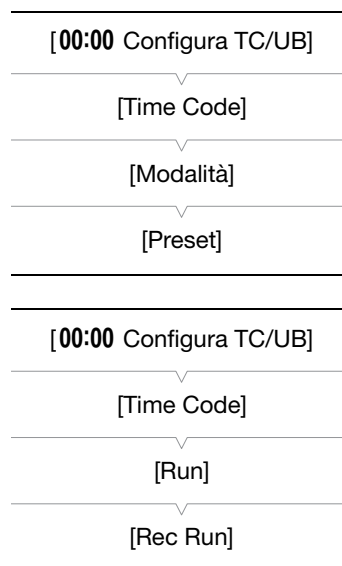 [00:00 Configura TC/UB]
[Time Code]
[Modalità]
[Preset]
[00:00 Configura TC/UB]
[Time Code]
[Run]
[Rec Run]